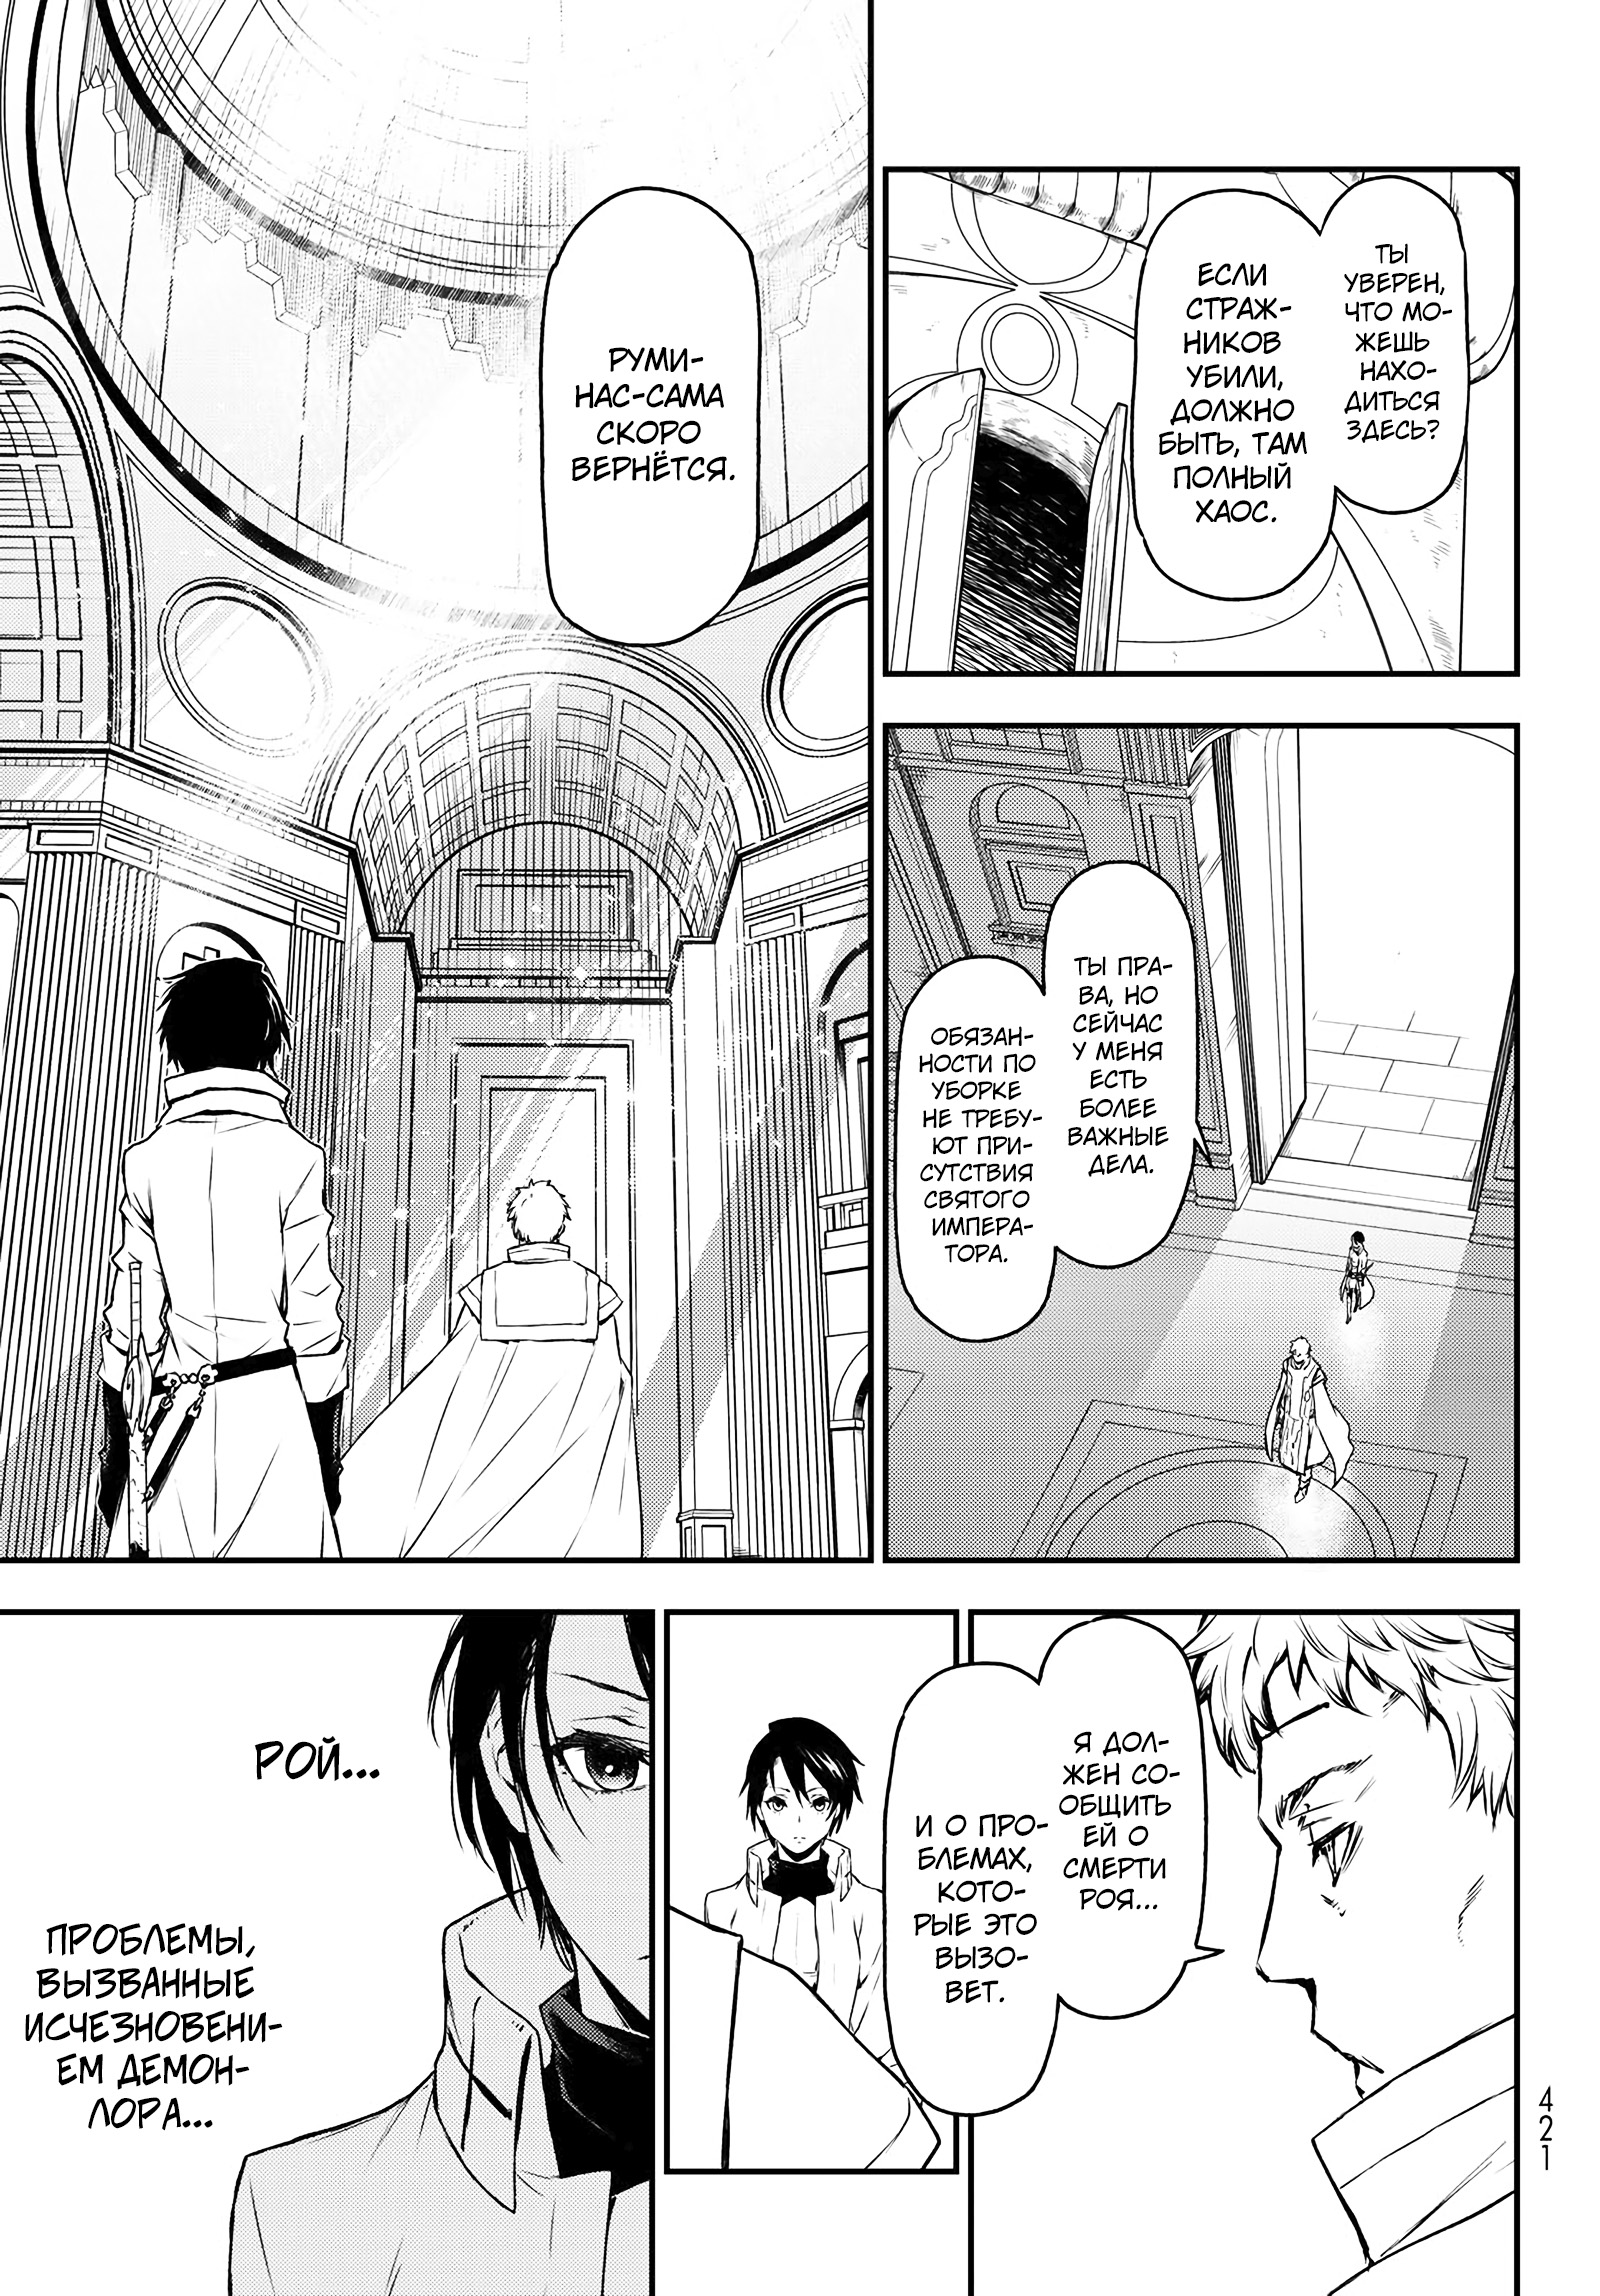 ТЫ
УВЕРЕН,
ЧТО МО-
ЖЕШЬ
НАХО-
ДИТЬСЯ
ЗДЕСЬ?
ЕСЛИ
СТРАЖ-
НИКОВ
УБИЛИ,
ДОЛЖНО
БЫТЬ, ТАМ
ПОЛНЫЙ
ХАОС.
ТЫ ПРА-
ВА, НО
СЕЙЧАС
У МЕНЯ
ЕСТЬ
БОЛЕЕ
ВАЖНЫЕ
ДЕЛА.
ОБЯЗАН-
НОСТИ ПО
УБОРКЕ
НЕ ТРЕБУ-
ЮТ ПРИ-
СУТСТВИЯ
СВЯТОГО
ИМПЕРА-
ТОРА.
РУМИ-
НАС-САМА
СКОРО
ВЕРНЁТСЯ.
Я ДОЛ-
ЖЕН СО-
ОБЩИТЬ
ЕЙ О
СМЕРТИ
РОЯ...
И О ПРО-
БЛЕМАХ,
КОТО-
РЫЕ ЭТО
ВЫЗО-
ВЕТ.
РОЙ...
ПРОБЛЕМЫ,
ВЫЗВАННЫЕ
ИСЧЕЗНОВЕНИ-
ЕМ ДЕМОН-
ЛОРА...
421